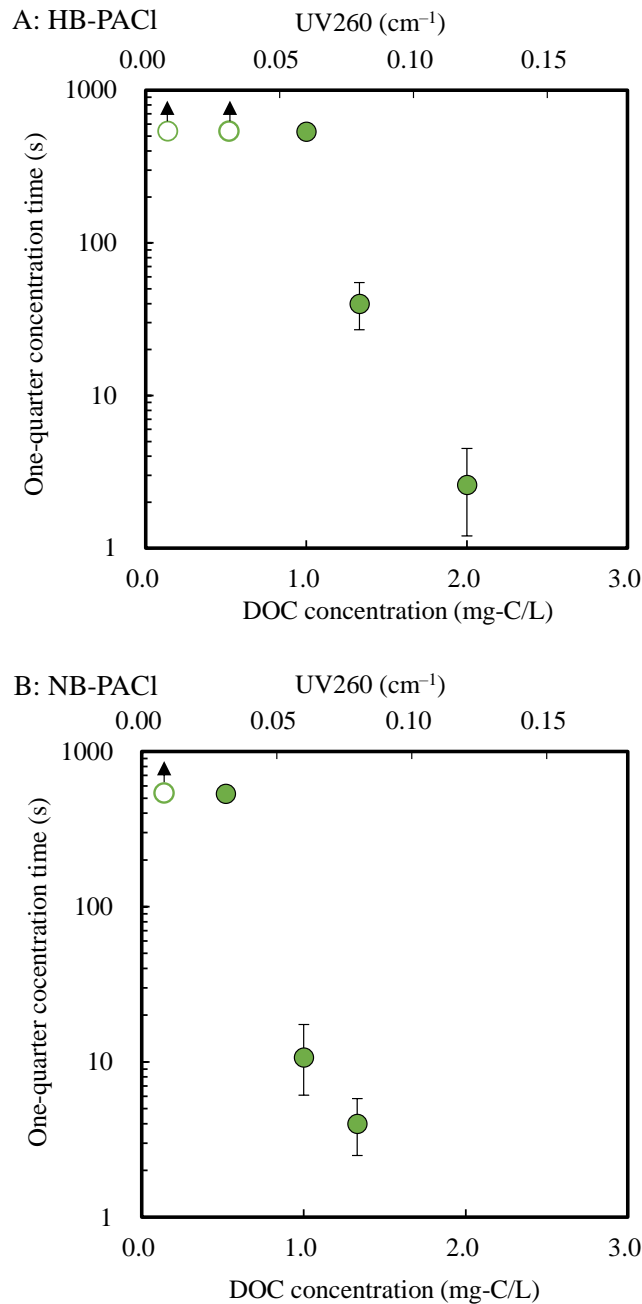 A: HB-PACl
UV260 (cm⁻¹)
0.00 0.05 0.10 0.15
1000
100
10
1
One-quarter concentration time (s)
0.0 1.0 2.0 3.0
DOC concentration (mg-C/L)
B: NB-PACl
UV260 (cm⁻¹)
0.00 0.05 0.10 0.15
1000
100
10
1
One-quarter cocentration time (s)
0.0 1.0 2.0 3.0
DOC concentration (mg-C/L)